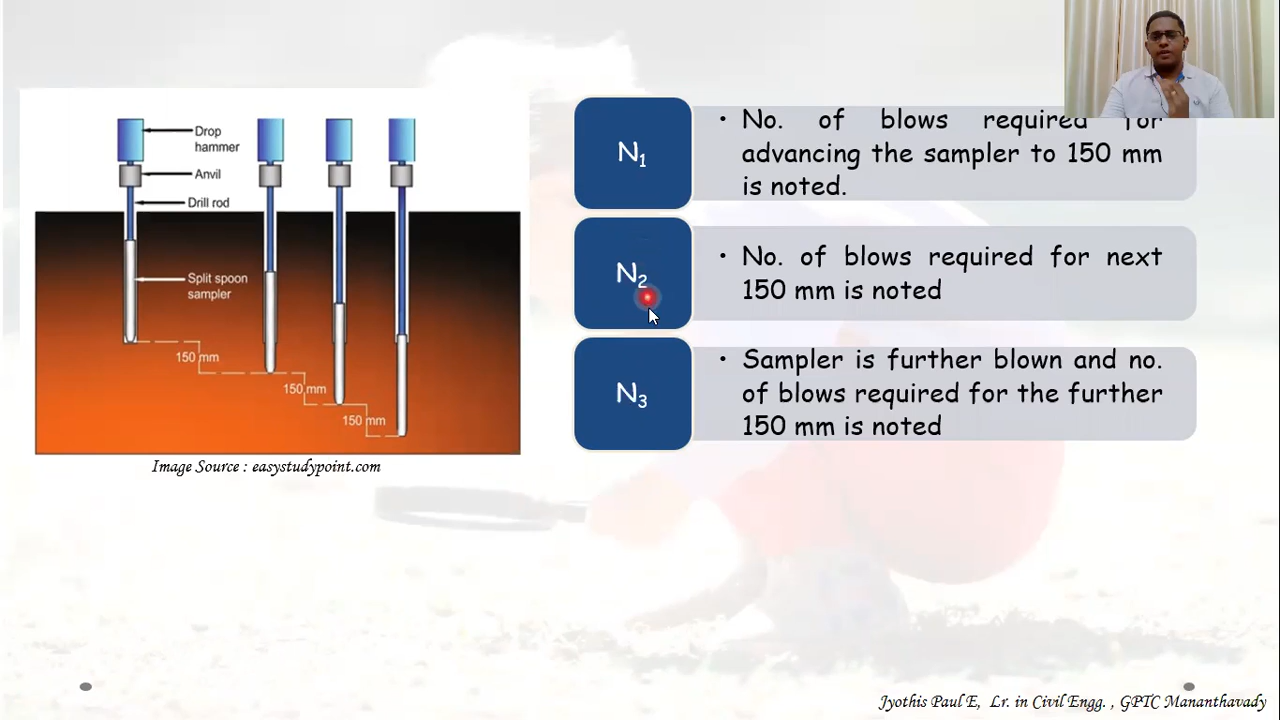 Drop
hammer
Anvil
Drill rod
Split spoon
sampler
150 mm
150 mm
150 mm
Image Source : easystudypoint.com
N1
• No. of blows required for
advancing the sampler to 150 mm
is noted.
N2
• No. of blows required for next
150 mm is noted
N3
• Sampler is further blown and no.
of blows required for the further
150 mm is noted
Jyothis Paul E, Lr. in Civil Engg. , GPTC Mananthavady